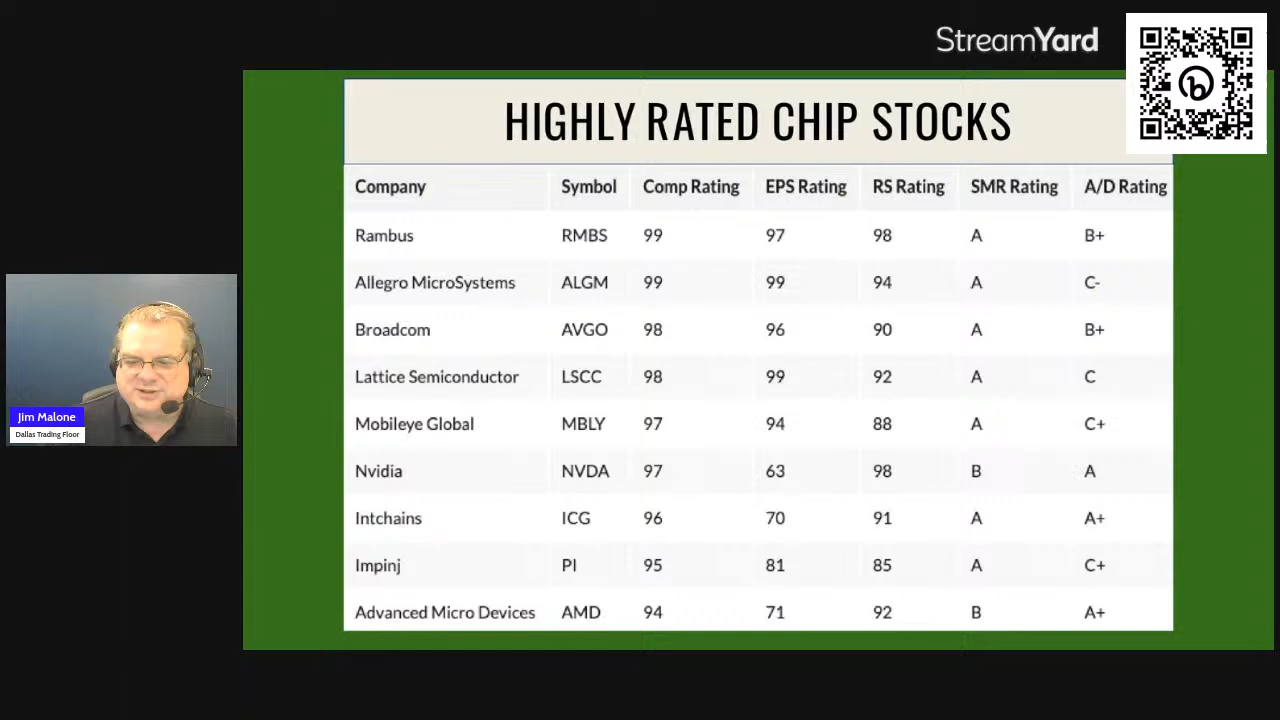 StreamYard
HIGHLY RATED CHIP STOCKS
Company Symbol Comp Rating EPS Rating RS Rating SMR Rating A/D Rating
Rambus RMBS 99 97 98 A B+
Allegro MicroSystems ALGM 99 99 94 A C-
Broadcom AVGO 98 96 90 A B+
Lattice Semiconductor LSCC 98 99 92 A C
Mobileye Global MBLY 97 94 88 A C+
Nvidia NVDA 97 63 98 B A
Intchains ICG 96 70 91 A A+
Impinj PI 95 81 85 A C+
Advanced Micro Devices AMD 94 71 92 B A+
Jim Malone
Dallas Trading Floor